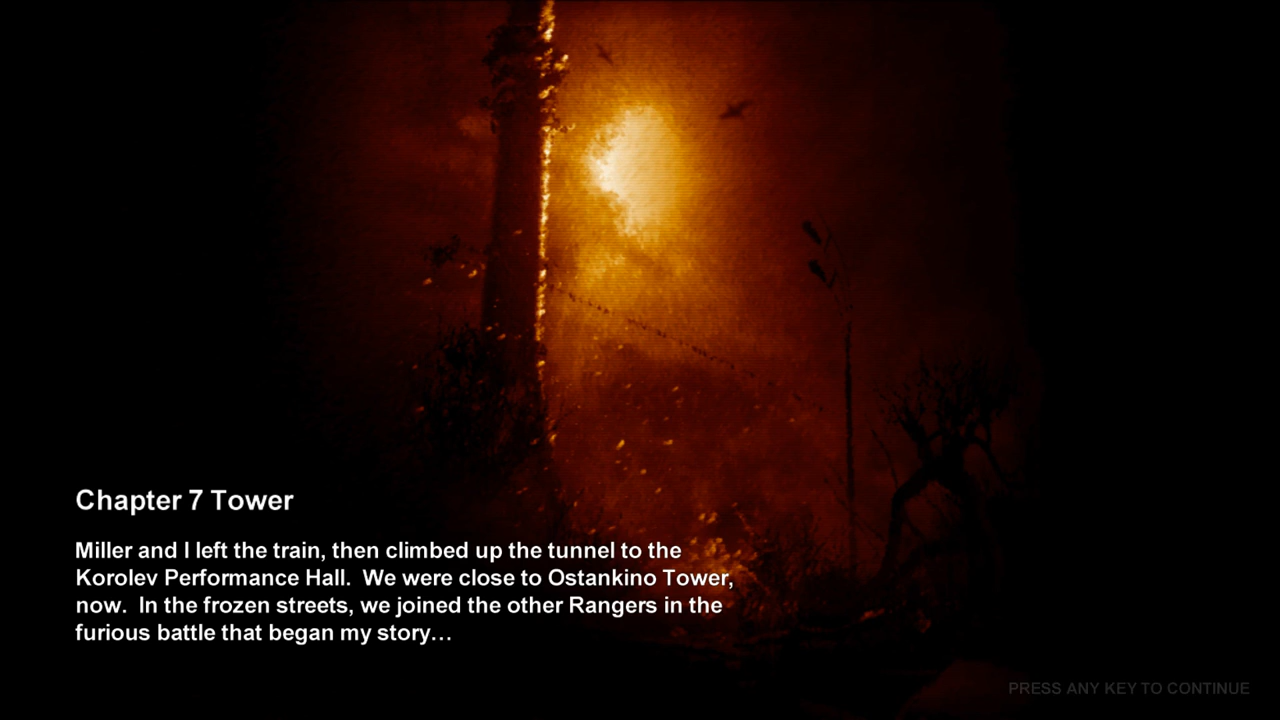 Chapter 7 Tower
Miller and I left the train, then climbed up the tunnel to the
Korolev Performance Hall.  We were close to Ostankino Tower,
now.  In the frozen streets, we joined the other Rangers in the
furious battle that began my story…
PRESS ANY KEY TO CONTINUE